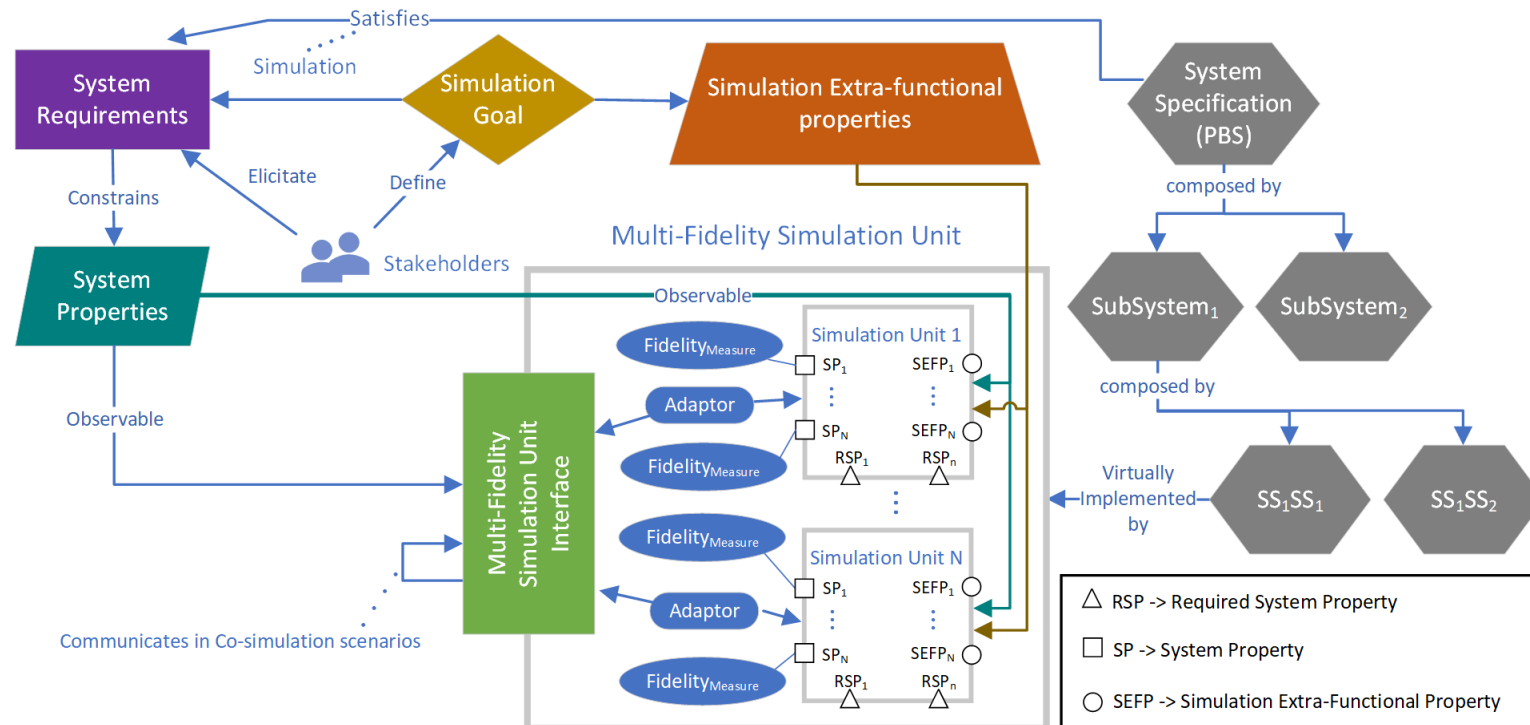 Satisfies
Simulation
System
Requirements
Simulation
Goal
Simulation Extra-functional
properties
System
Specification
(PBS)
Elicitate
Define
Constrains
composed by
Stakeholders
Multi-Fidelity Simulation Unit
System
Properties
Observable
SubSystem₁
SubSystem₂
Simulation Unit 1
Fidelity_Measure
SP₁
SEFP₁
Adaptor
SP_N
SEFP_N
Fidelity_Measure
RSP₁
RSP_n
composed by
Observable
Multi-Fidelity
Simulation Unit
Interface
Virtually
Implemented
by
SS₁SS₁
SS₁SS₂
Simulation Unit N
Fidelity_Measure
SP₁
SEFP₁
Adaptor
SP_N
SEFP_N
Fidelity_Measure
RSP₁
RSP_n
Communicates in Co-simulation scenarios
RSP -> Required System Property
SP -> System Property
SEFP -> Simulation Extra-Functional Property